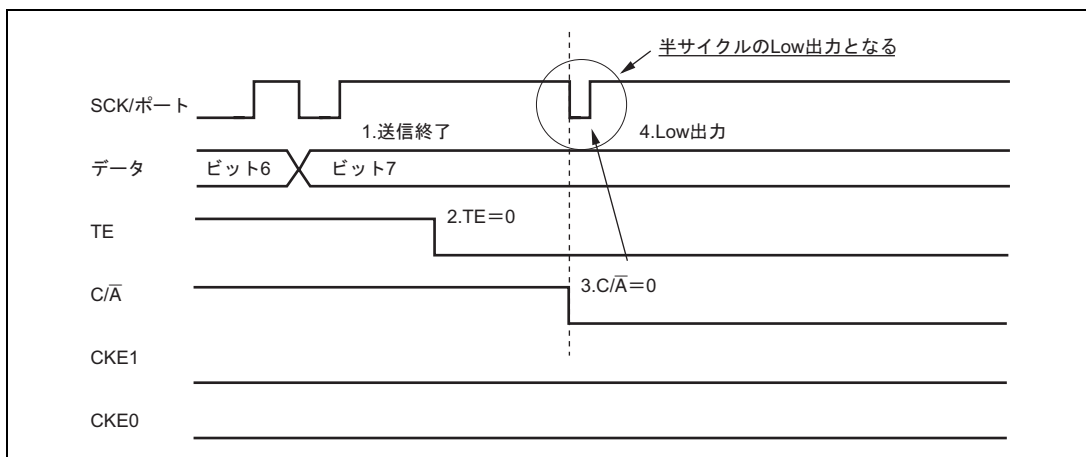 半サイクルのLow出力となる
SCK/ポート
1.送信終了
4.Low出力
データ
ビット6
ビット7
TE
2.TE＝0
C/A̅
3.C/A̅＝0
CKE1
CKE0